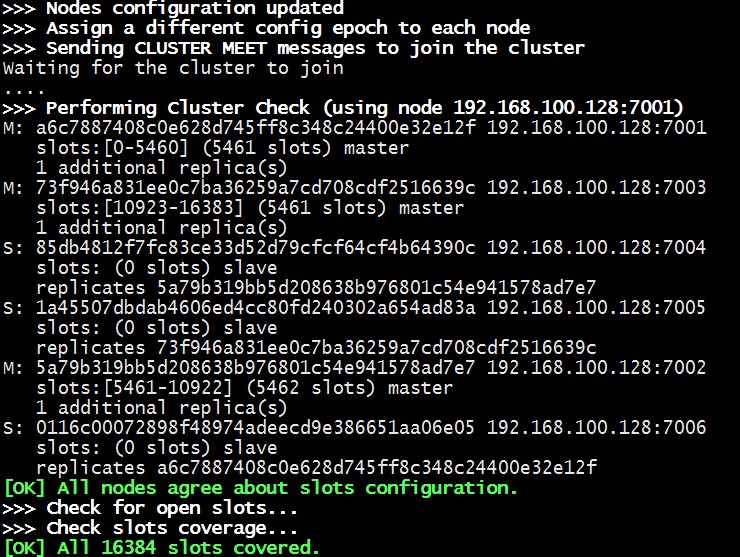 >>> Nodes configuration updated
>>> Assign a different config epoch to each node
>>> Sending CLUSTER MEET messages to join the cluster
Waiting for the cluster to join
....
>>> Performing Cluster Check (using node 192.168.100.128:7001)
M: a6c7887408c0e628d745ff8c348c24400e32e12f 192.168.100.128:7001
   slots:[0-5460] (5461 slots) master
   1 additional replica(s)
M: 73f946a831ee0c7ba36259a7cd708cdf2516639c 192.168.100.128:7003
   slots:[10923-16383] (5461 slots) master
   1 additional replica(s)
S: 85db4812f7fc83ce33d52d79cfcf64cf4b64390c 192.168.100.128:7004
   slots: (0 slots) slave
   replicates 5a79b319bb5d208638b976801c54e941578ad7e7
S: 1a45507dbdab4606ed4cc80fd240302a654ad83a 192.168.100.128:7005
   slots: (0 slots) slave
   replicates 73f946a831ee0c7ba36259a7cd708cdf2516639c
M: 5a79b319bb5d208638b976801c54e941578ad7e7 192.168.100.128:7002
   slots:[5461-10922] (5462 slots) master
   1 additional replica(s)
S: 0116c00072898f48974adeecd9e386651aa06e05 192.168.100.128:7006
   slots: (0 slots) slave
   replicates a6c7887408c0e628d745ff8c348c24400e32e12f
[OK] All nodes agree about slots configuration.
>>> Check for open slots...
>>> Check slots coverage...
[OK] All 16384 slots covered.